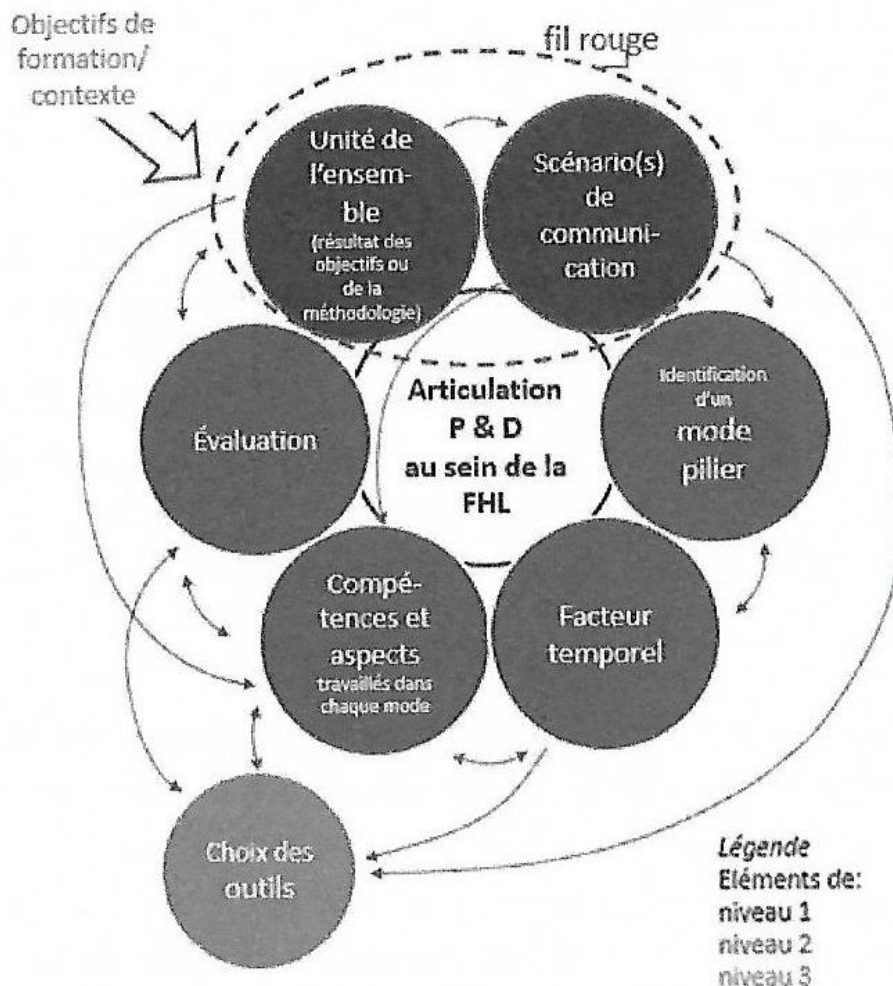 Objectifs de
formation/
contexte
fil rouge
Unité de
l'ensem-
ble
(résultat des
objectifs ou
de la
méthodologie)
Scénario(s)
de
communi-
cation
Identification
d'un
mode
pilier
Évaluation
Articulation
P & D
au sein de la
FHL
Compé-
tences et
aspects
travaillés dans
chaque mode
Facteur
temporel
Choix des
outils
Légende
Eléments de:
niveau 1
niveau 2
niveau 3